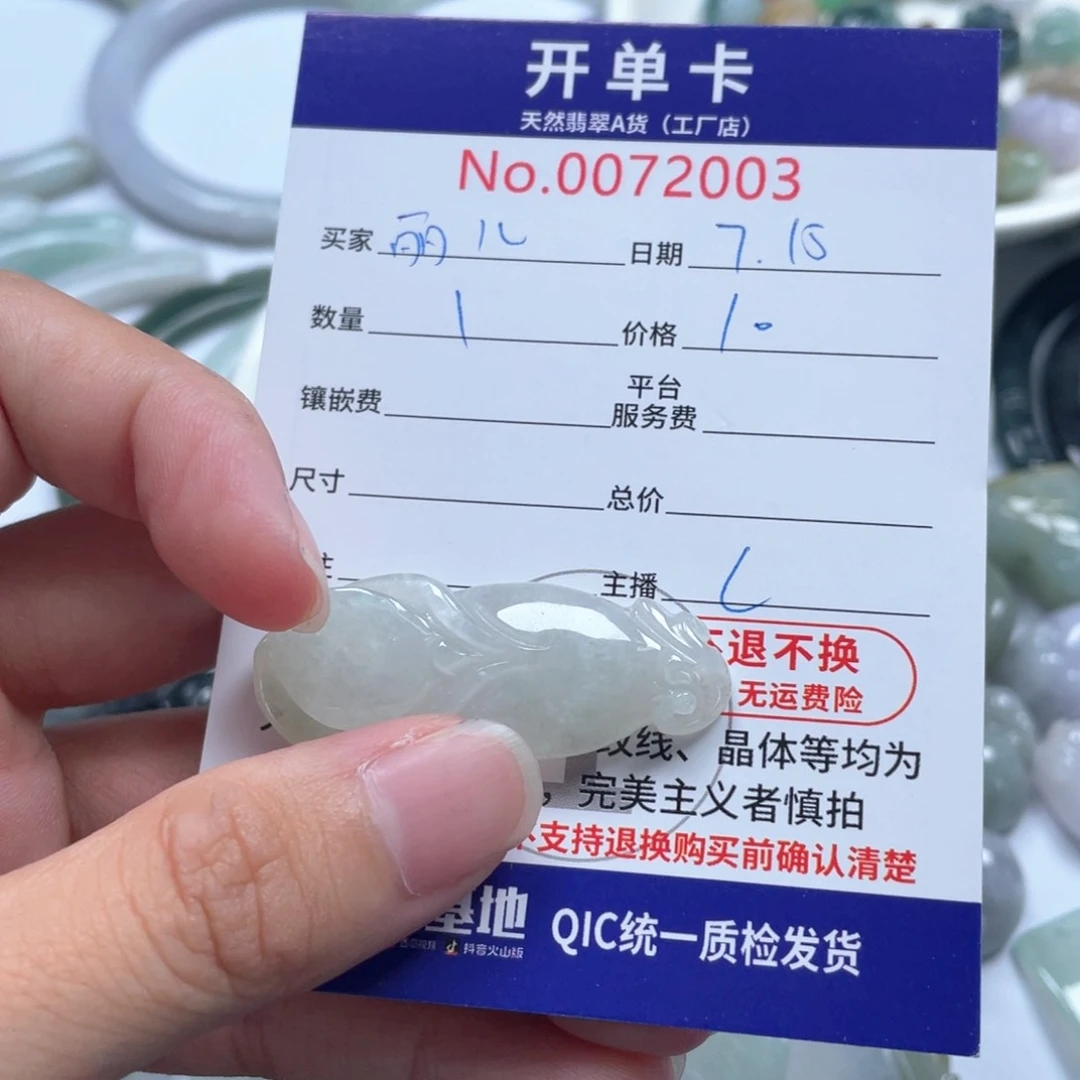 开单卡
天然翡翠A货（工厂店）
No.0072003
买家 丽儿 日期 7.15
数量 1 价格 10
镶嵌费 平台服务费
尺寸 总价
主播 L
不退不换
无运费险
纹线、晶体等均为
，完美主义者慎拍
不支持退换购买前确认清楚
基地 QIC统一质检发货
抖音火山版